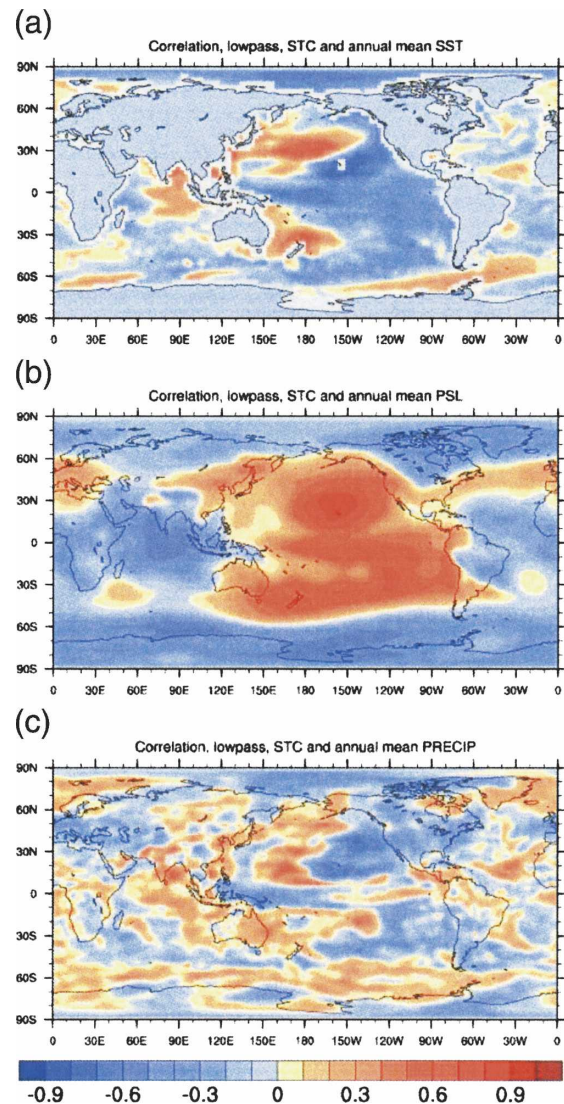 (a)
Correlation, lowpass, STC and annual mean SST
90N
60N
30N
0
30S
60S
90S
0 30E 60E 90E 120E 150E 180 150W 120W 90W 60W 30W 0
(b)
Correlation, lowpass, STC and annual mean PSL
90N
60N
30N
0
30S
60S
90S
0 30E 60E 90E 120E 150E 180 150W 120W 90W 60W 30W 0
(c)
Correlation. lowpass, STC and annual mean PRECIP
90N
60N
30N
0
30S
60S
90S
0 30E 60E 90E 120E 150E 180 150W 120W 90W 60W 30W 0
-0.9 -0.6 -0.3 0 0.3 0.6 0.9